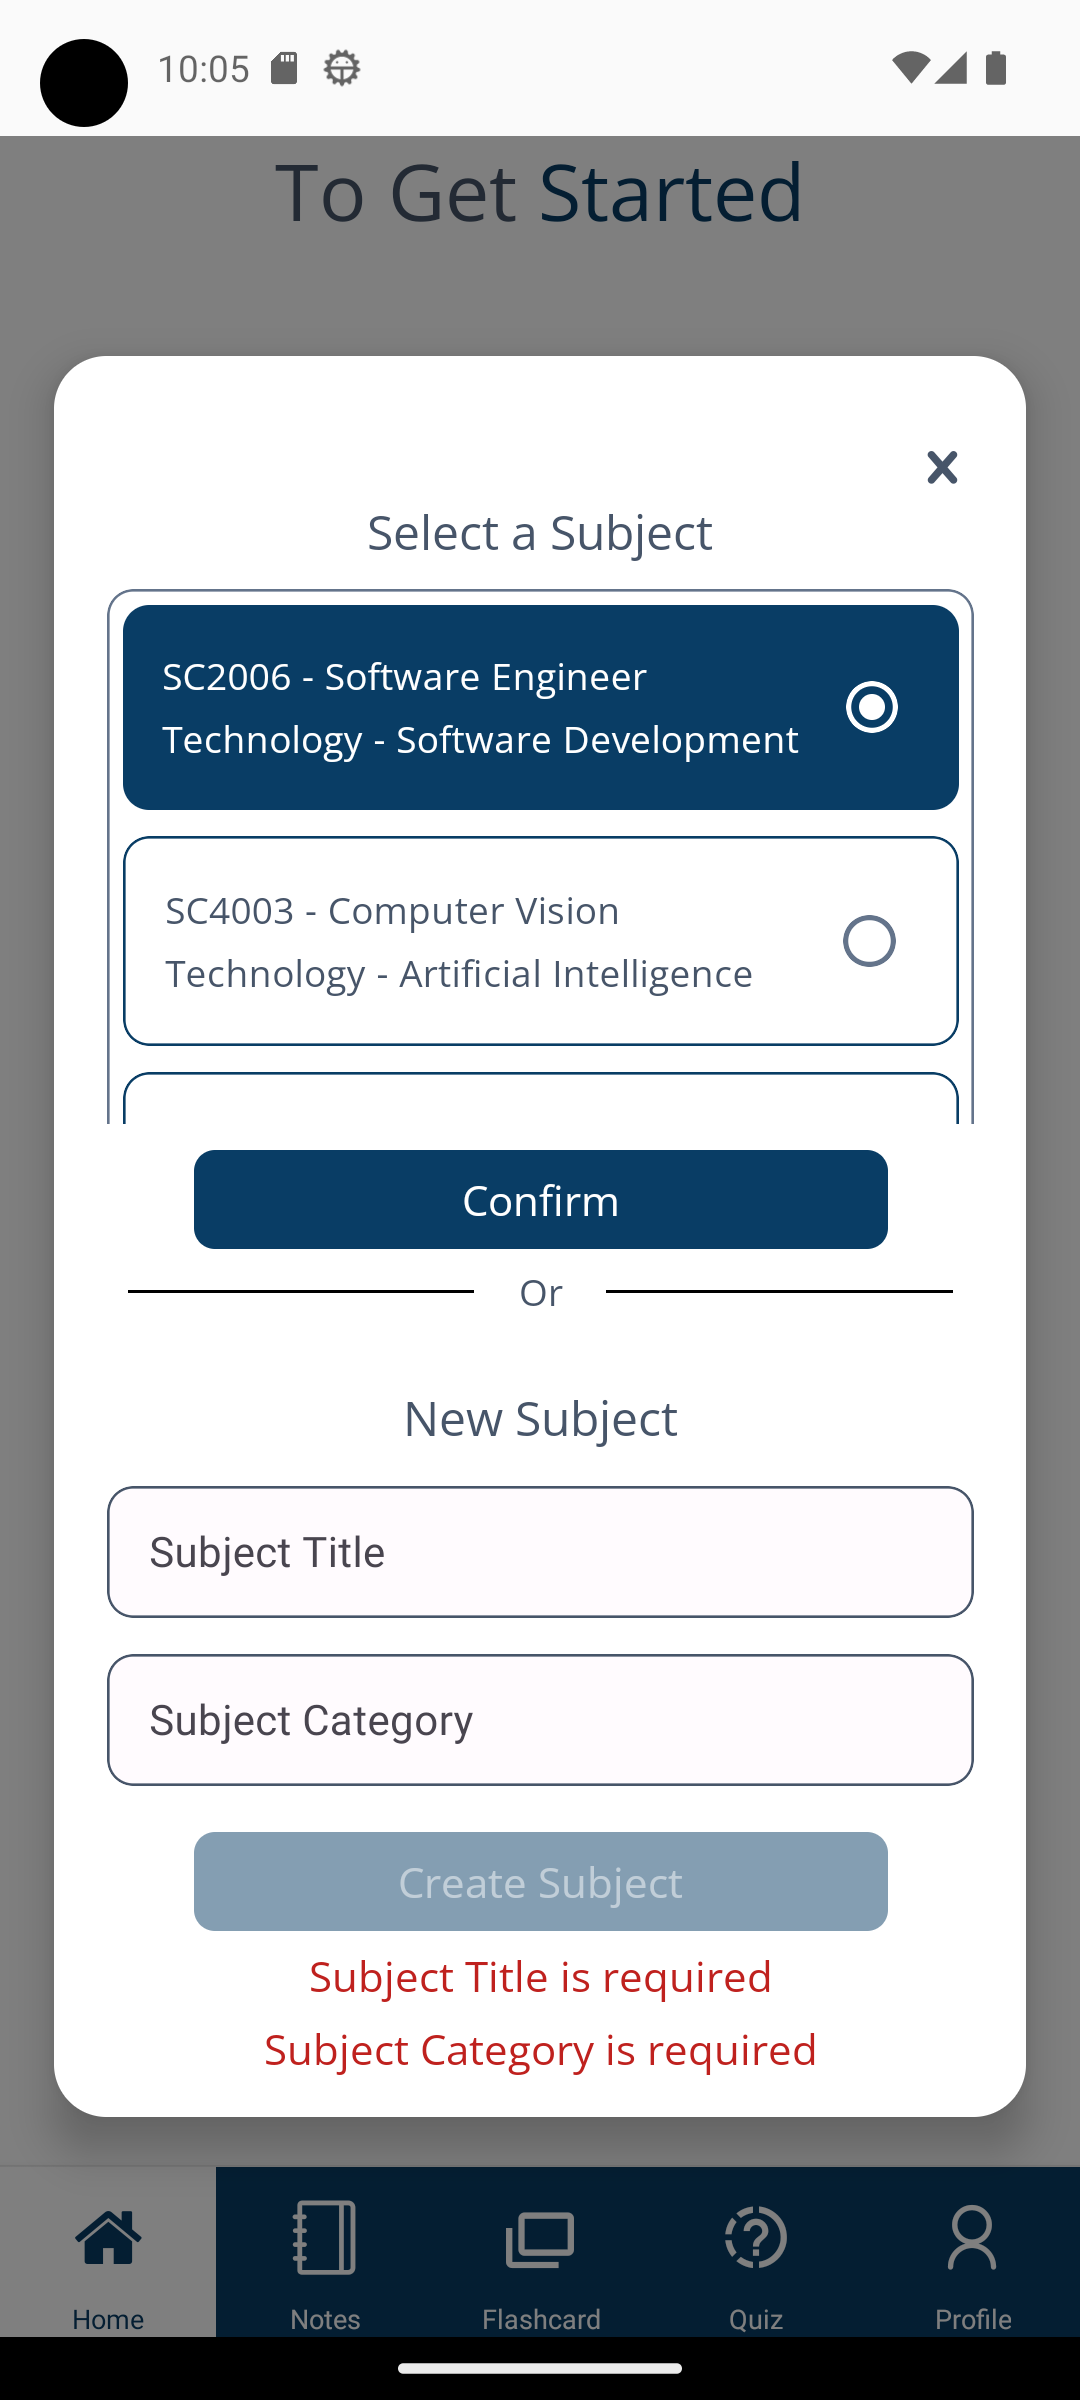 10:05
To Get Started
Select a Subject
SC2006 - Software Engineer
Technology - Software Development
SC4003 - Computer Vision
Technology - Artificial Intelligence
Confirm
Or
New Subject
Subject Title
Subject Category
Create Subject
Subject Title is required
Subject Category is required
Home
Notes
Flashcard
Quiz
Profile